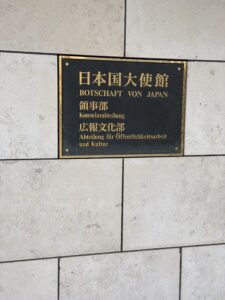 日本国大使館
BOTSCHAFT VON JAPAN
領事部
Konsularabteilung
広報文化部
Abteilung für Öffentlichkeitsarbeit
und Kultur